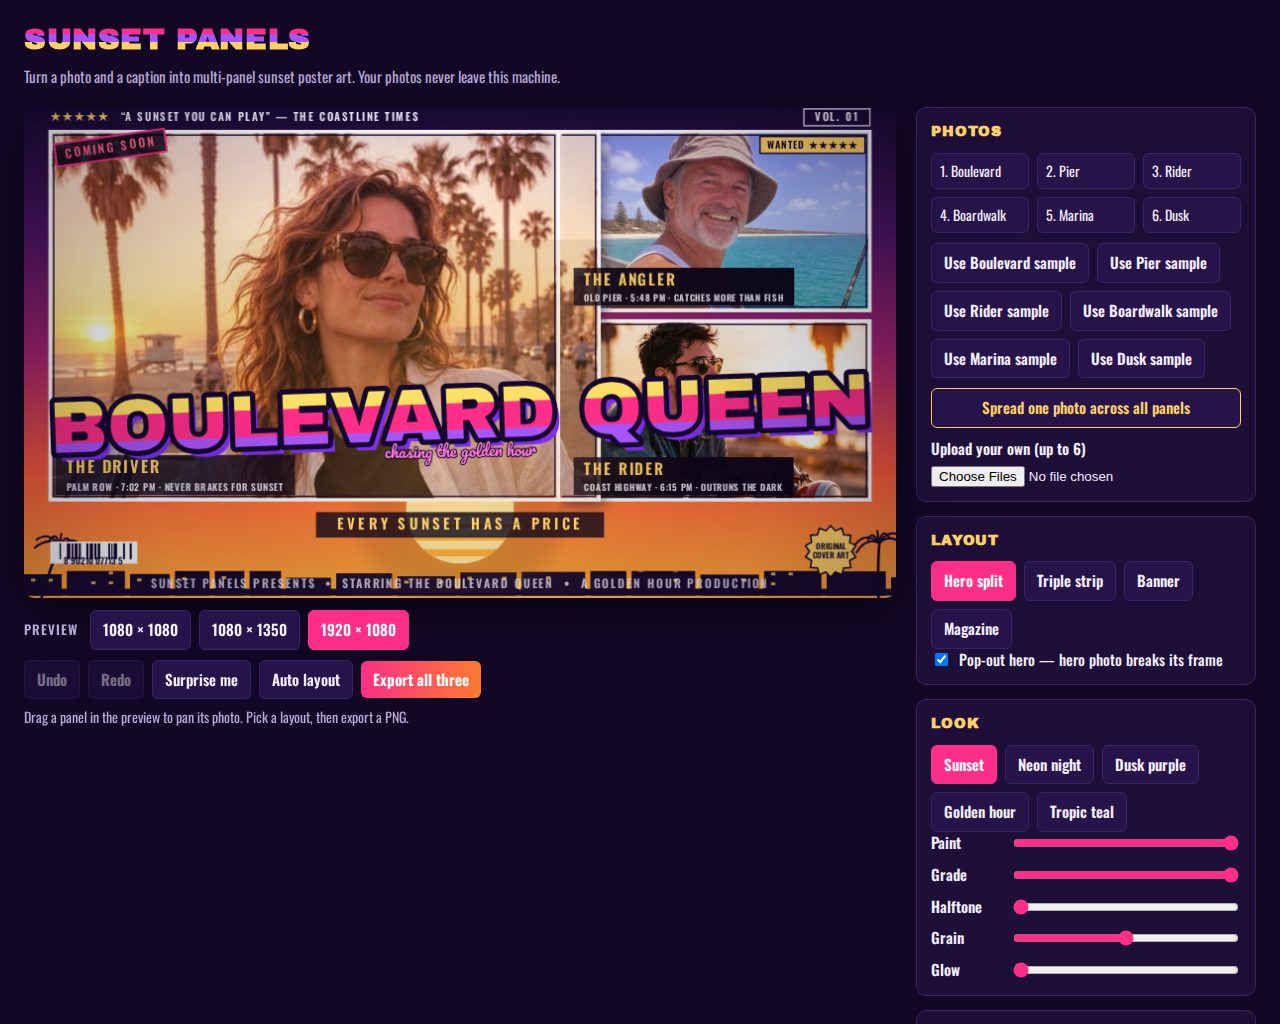 SUNSET PANELS
Turn a photo and a caption into multi-panel sunset poster art. Your photos never leave this machine.
★★★★★ “A SUNSET YOU CAN PLAY” — THE COASTLINE TIMES
VOL. 01
COMING SOON
WANTED ★★★★★
THE ANGLER
OLD PIER · 5:48 PM · CATCHES MORE THAN FISH
BOULEVARD QUEEN
chasing the golden hour
THE DRIVER
PALM ROW · 7:02 PM · NEVER BRAKES FOR SUNSET
THE RIDER
COAST HIGHWAY · 6:15 PM · OUTRUNS THE DARK
EVERY SUNSET HAS A PRICE
ORIGINAL
COVER ART
SUNSET PANELS PRESENTS • STARRING THE BOULEVARD QUEEN • A GOLDEN HOUR PRODUCTION
PREVIEW
1080 × 1080
1080 × 1350
1920 × 1080
Undo
Redo
Surprise me
Auto layout
Export all three
Drag a panel in the preview to pan its photo. Pick a layout, then export a PNG.
PHOTOS
1. Boulevard
2. Pier
3. Rider
4. Boardwalk
5. Marina
6. Dusk
Use Boulevard sample
Use Pier sample
Use Rider sample
Use Boardwalk sample
Use Marina sample
Use Dusk sample
Spread one photo across all panels
Upload your own (up to 6)
Choose Files No file chosen
LAYOUT
Hero split
Triple strip
Banner
Magazine
Pop-out hero — hero photo breaks its frame
LOOK
Sunset
Neon night
Dusk purple
Golden hour
Tropic teal
Paint
Grade
Halftone
Grain
Glow